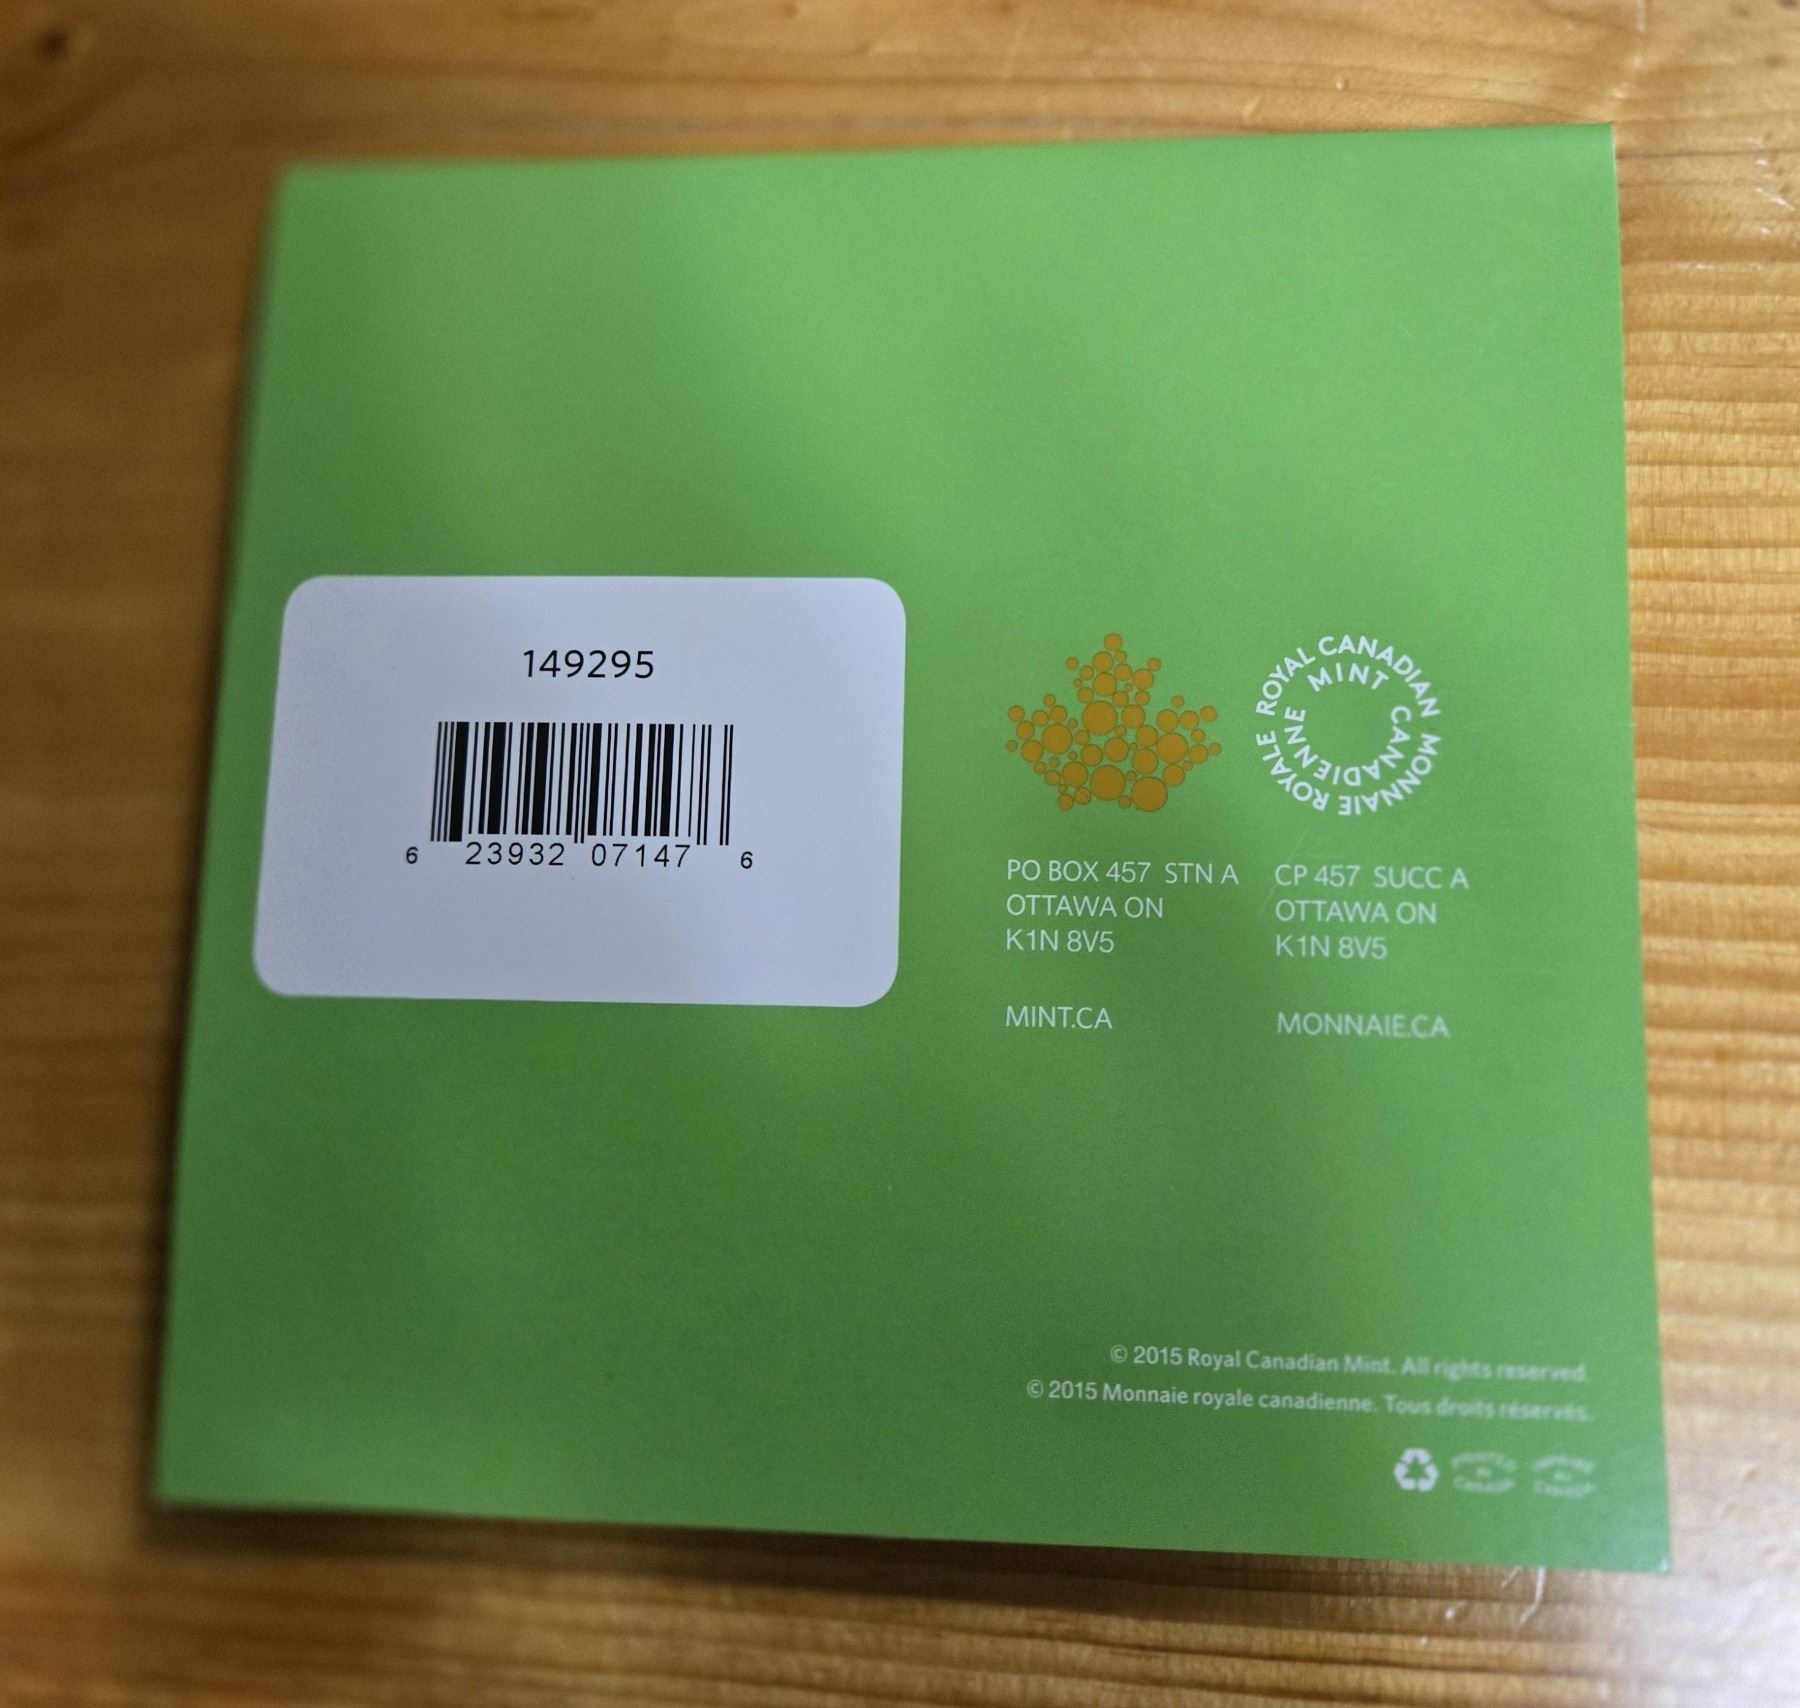 149295
6 23932 07147 6
ROYAL CANADIAN MINT
MONNAIE ROYALE CANADIENNE
PO BOX 457 STN A
OTTAWA ON
K1N 8V5
MINT.CA
CP 457 SUCC A
OTTAWA ON
K1N 8V5
MONNAIE.CA
© 2015 Royal Canadian Mint. All rights reserved.
© 2015 Monnaie royale canadienne. Tous droits réservés.